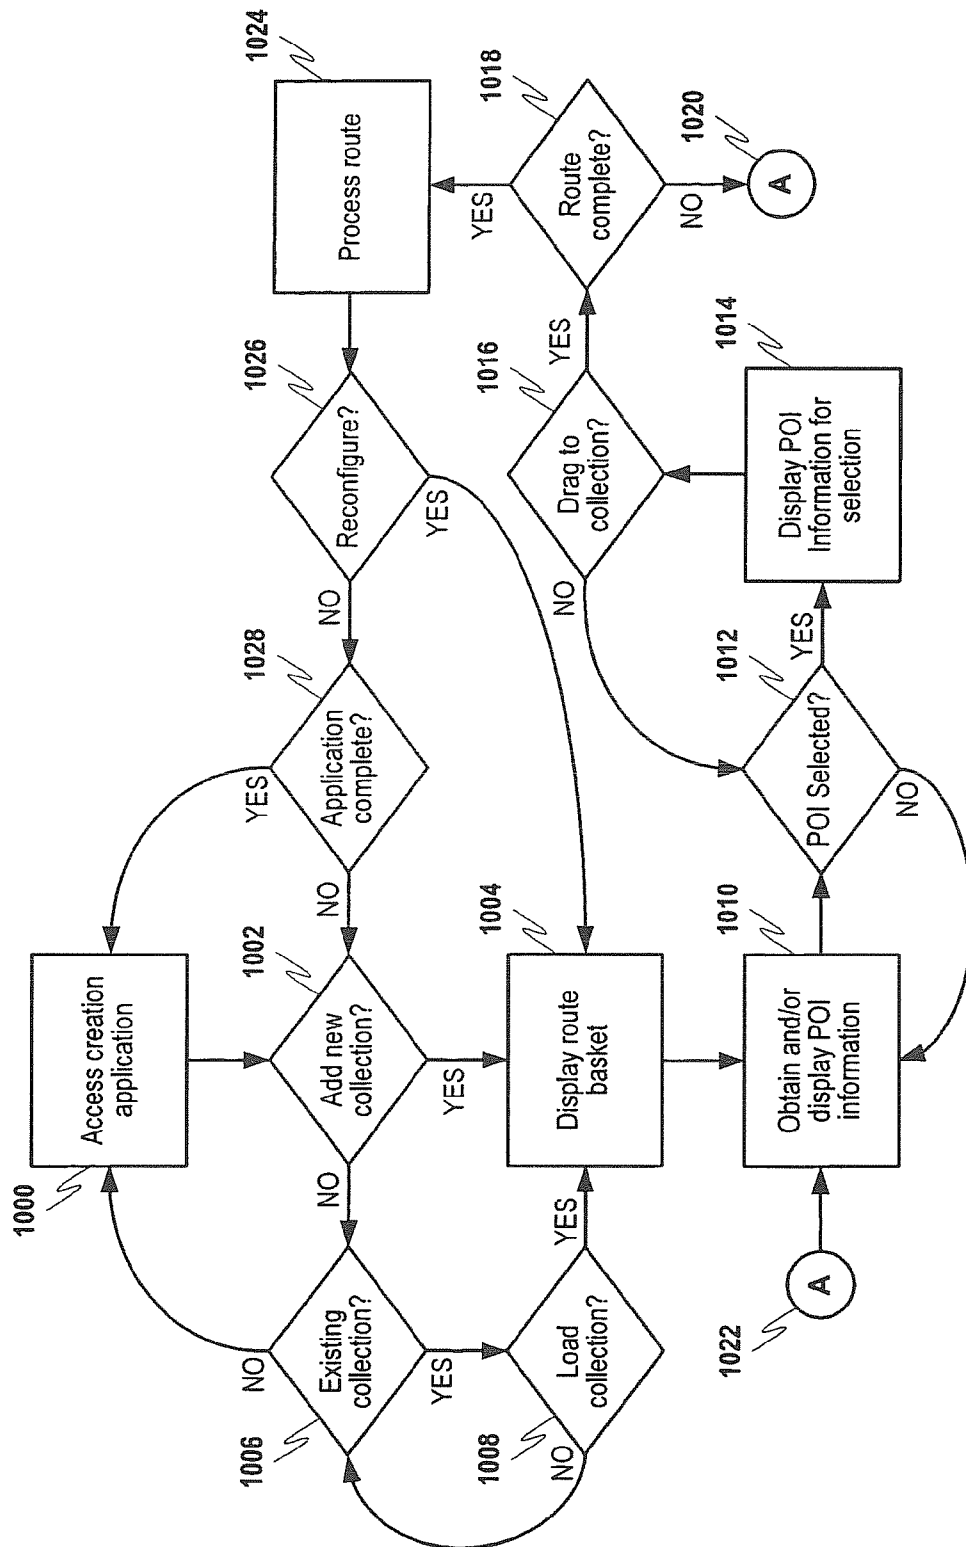 1000
Access creation
application
1002
Add new
collection?
NO
YES
1006
Existing
collection?
NO
YES
1008
Load
collection?
NO
YES
1004
Display route
basket
1022
A
1010
Obtain and/or
display POI
information
1012
POI Selected?
YES
NO
1014
Display POI
Information for
selection
1016
Drag to
collection?
NO
YES
1018
Route
complete?
YES
NO
1020
A
1024
Process route
1026
Reconfigure?
NO
YES
1028
Application
complete?
YES
NO